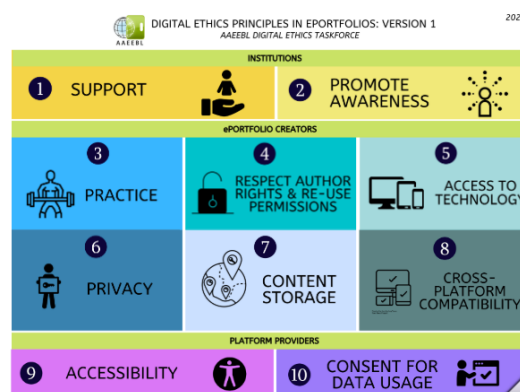 AAEEBL
DIGITAL ETHICS PRINCIPLES IN EPORTFOLIOS: VERSION 1
AAEEBL DIGITAL ETHICS TASKFORCE
202
INSTITUTIONS
1 SUPPORT
2 PROMOTE
AWARENESS
ePORTFOLIO CREATORS
3
PRACTICE
4
RESPECT AUTHOR
RIGHTS & RE-USE
PERMISSIONS
5
ACCESS TO
TECHNOLOGY
6
PRIVACY
7
CONTENT
STORAGE
8
CROSS-
PLATFORM
COMPATIBILITY
PLATFORM PROVIDERS
9 ACCESSIBILITY
10 CONSENT FOR
DATA USAGE